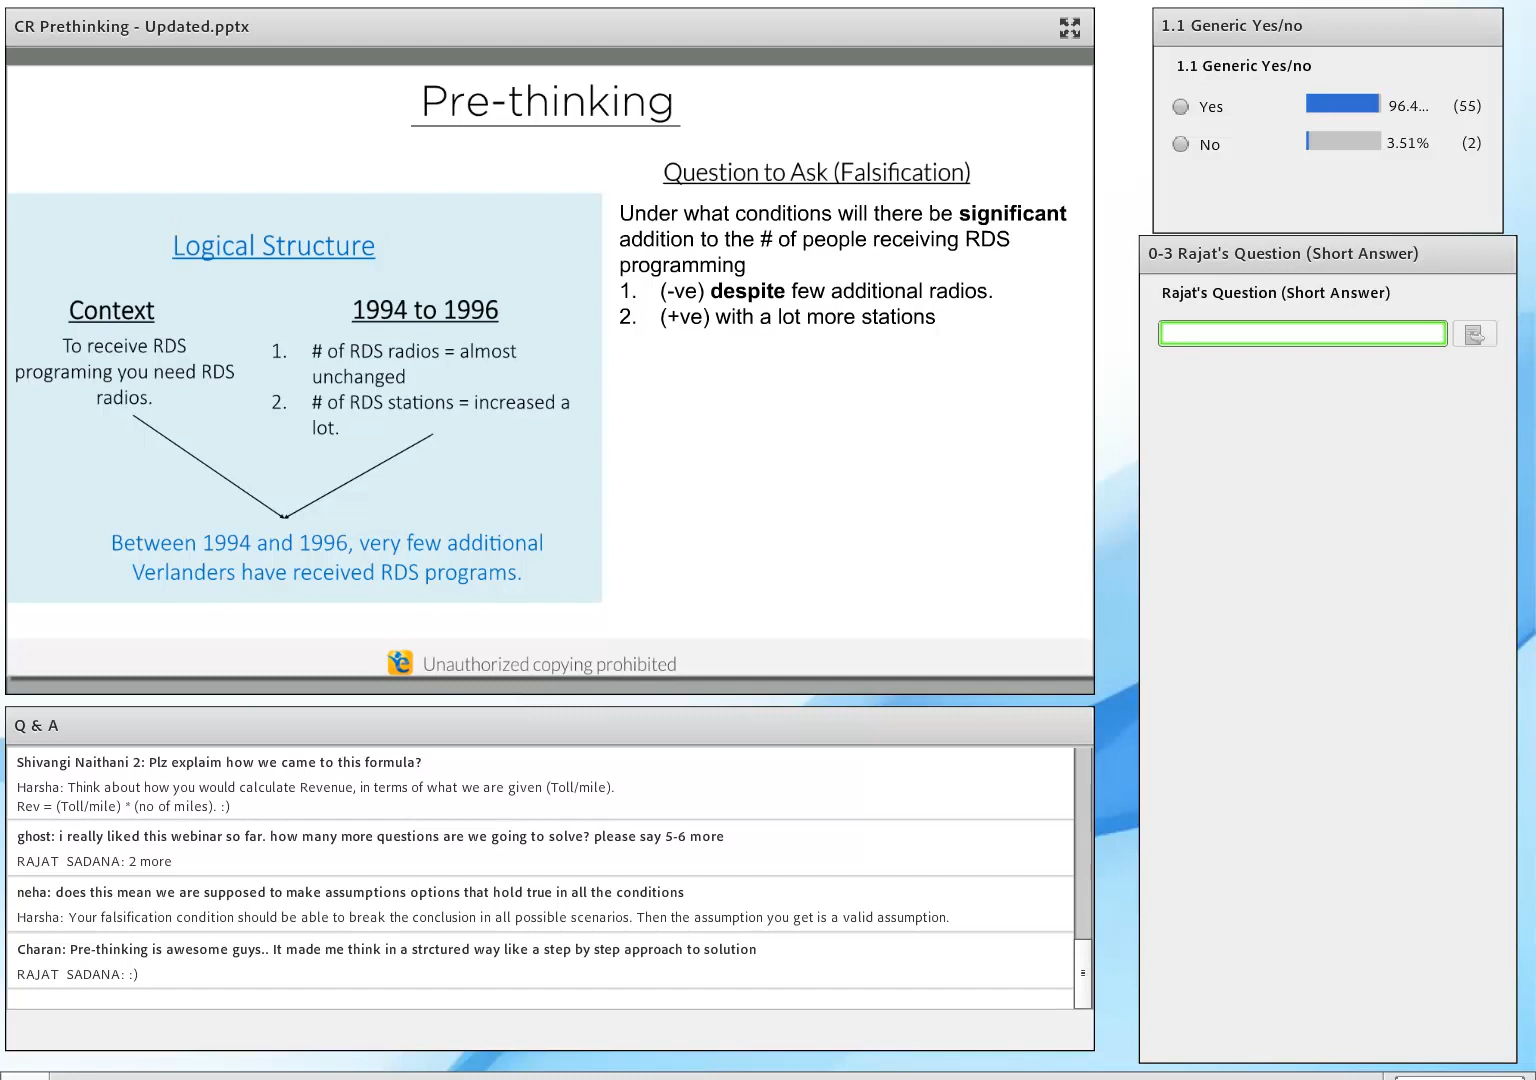 CR Prethinking - Updated.pptx
Pre-thinking
Logical Structure
Context
To receive RDS
programing you need RDS
radios.
1994 to 1996
1. # of RDS radios = almost
unchanged
2. # of RDS stations = increased a
lot.
Between 1994 and 1996, very few additional
Verlanders have received RDS programs.
Question to Ask (Falsification)
Under what conditions will there be significant
addition to the # of people receiving RDS
programming
1. (-ve) despite few additional radios.
2. (+ve) with a lot more stations
e
Unauthorized copying prohibited
Q & A
Shivangi Naithani 2: Plz explaim how we came to this formula?
Harsha: Think about how you would calculate Revenue, in terms of what we are given (Toll/mile).
Rev = (Toll/mile) * (no of miles). :)
ghost: i really liked this webinar so far. how many more questions are we going to solve? please say 5-6 more
RAJAT SADANA: 2 more
neha: does this mean we are supposed to make assumptions options that hold true in all the conditions
Harsha: Your falsification condition should be able to break the conclusion in all possible scenarios. Then the assumption you get is a valid assumption.
Charan: Pre-thinking is awesome guys.. It made me think in a strctured way like a step by step approach to solution
RAJAT SADANA: :)
1.1 Generic Yes/no
1.1 Generic Yes/no
Yes 96.4... (55)
No 3.51% (2)
0-3 Rajat's Question (Short Answer)
Rajat's Question (Short Answer)